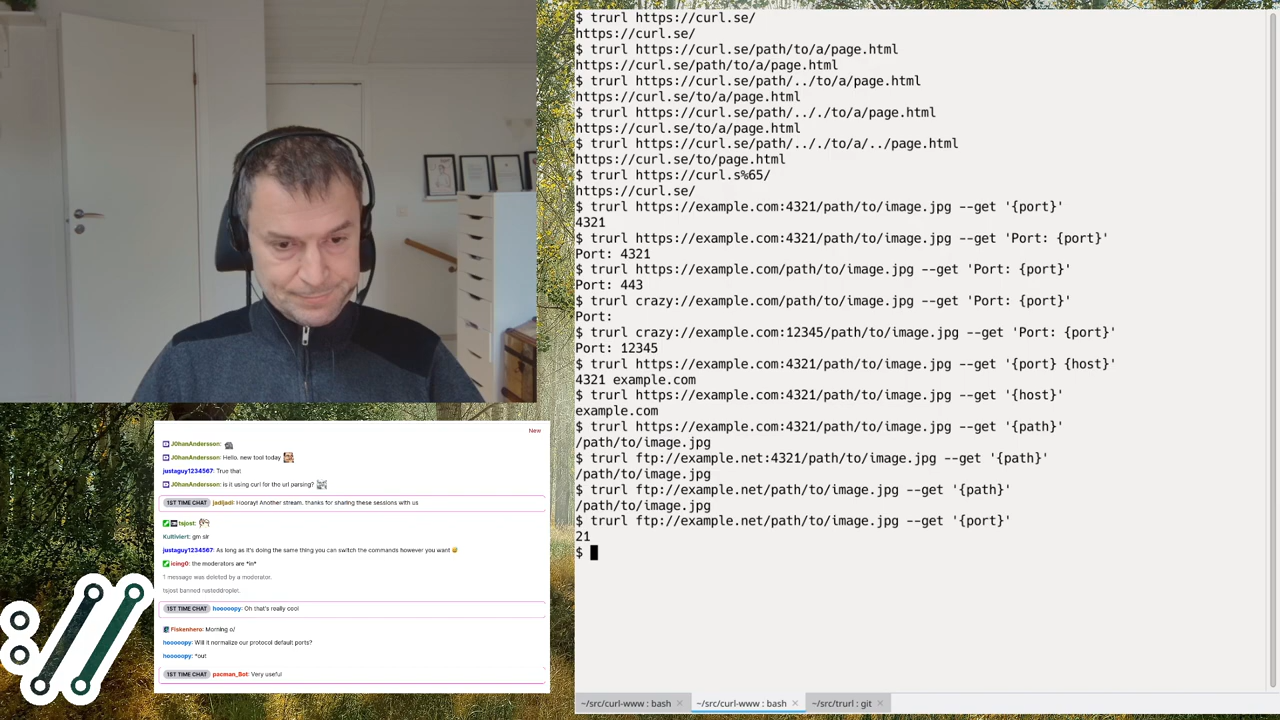 $ trurl https://curl.se/
https://curl.se/
$ trurl https://curl.se/path/to/a/page.html
https://curl.se/path/to/a/page.html
$ trurl https://curl.se/path/../to/a/page.html
https://curl.se/to/a/page.html
$ trurl https://curl.se/path/.././to/a/page.html
https://curl.se/to/a/page.html
$ trurl https://curl.se/path/.././to/a/../page.html
https://curl.se/to/page.html
$ trurl https://curl.s%65/
https://curl.se/
$ trurl https://example.com:4321/path/to/image.jpg --get '{port}'
4321
$ trurl https://example.com:4321/path/to/image.jpg --get 'Port: {port}'
Port: 4321
$ trurl https://example.com/path/to/image.jpg --get 'Port: {port}'
Port: 443
$ trurl crazy://example.com/path/to/image.jpg --get 'Port: {port}'
Port:
$ trurl crazy://example.com:12345/path/to/image.jpg --get 'Port: {port}'
Port: 12345
$ trurl https://example.com:4321/path/to/image.jpg --get '{port} {host}'
4321 example.com
$ trurl https://example.com:4321/path/to/image.jpg --get '{host}'
example.com
$ trurl https://example.com:4321/path/to/image.jpg --get '{path}'
/path/to/image.jpg
$ trurl ftp://example.net:4321/path/to/image.jpg --get '{path}'
/path/to/image.jpg
$ trurl ftp://example.net/path/to/image.jpg --get '{path}'
/path/to/image.jpg
$ trurl ftp://example.net/path/to/image.jpg --get '{port}'
21
$
New
J0hanAndersson:
J0hanAndersson: Hello. new tool today
justaguy1234567: True that
J0hanAndersson: is it using curl for the url parsing?
1ST TIME CHAT jadijadi: Hooray! Another stream. thanks for sharing these sessions with us
tsjost:
Kultiviert: gm sir
justaguy1234567: As long as it's doing the same thing you can switch the commands however you want
icing0: the moderators are *in*
1 message was deleted by a moderator.
tsjost banned rusteddroplet.
1ST TIME CHAT hooooopy: Oh that's really cool
Fiskenhero: Morning o/
hooooopy: Will it normalize our protocol default ports?
hooooopy: *out
1ST TIME CHAT pacman_Bot: Very useful
~/src/curl-www : bash
~/src/curl-www : bash
~/src/trurl : git